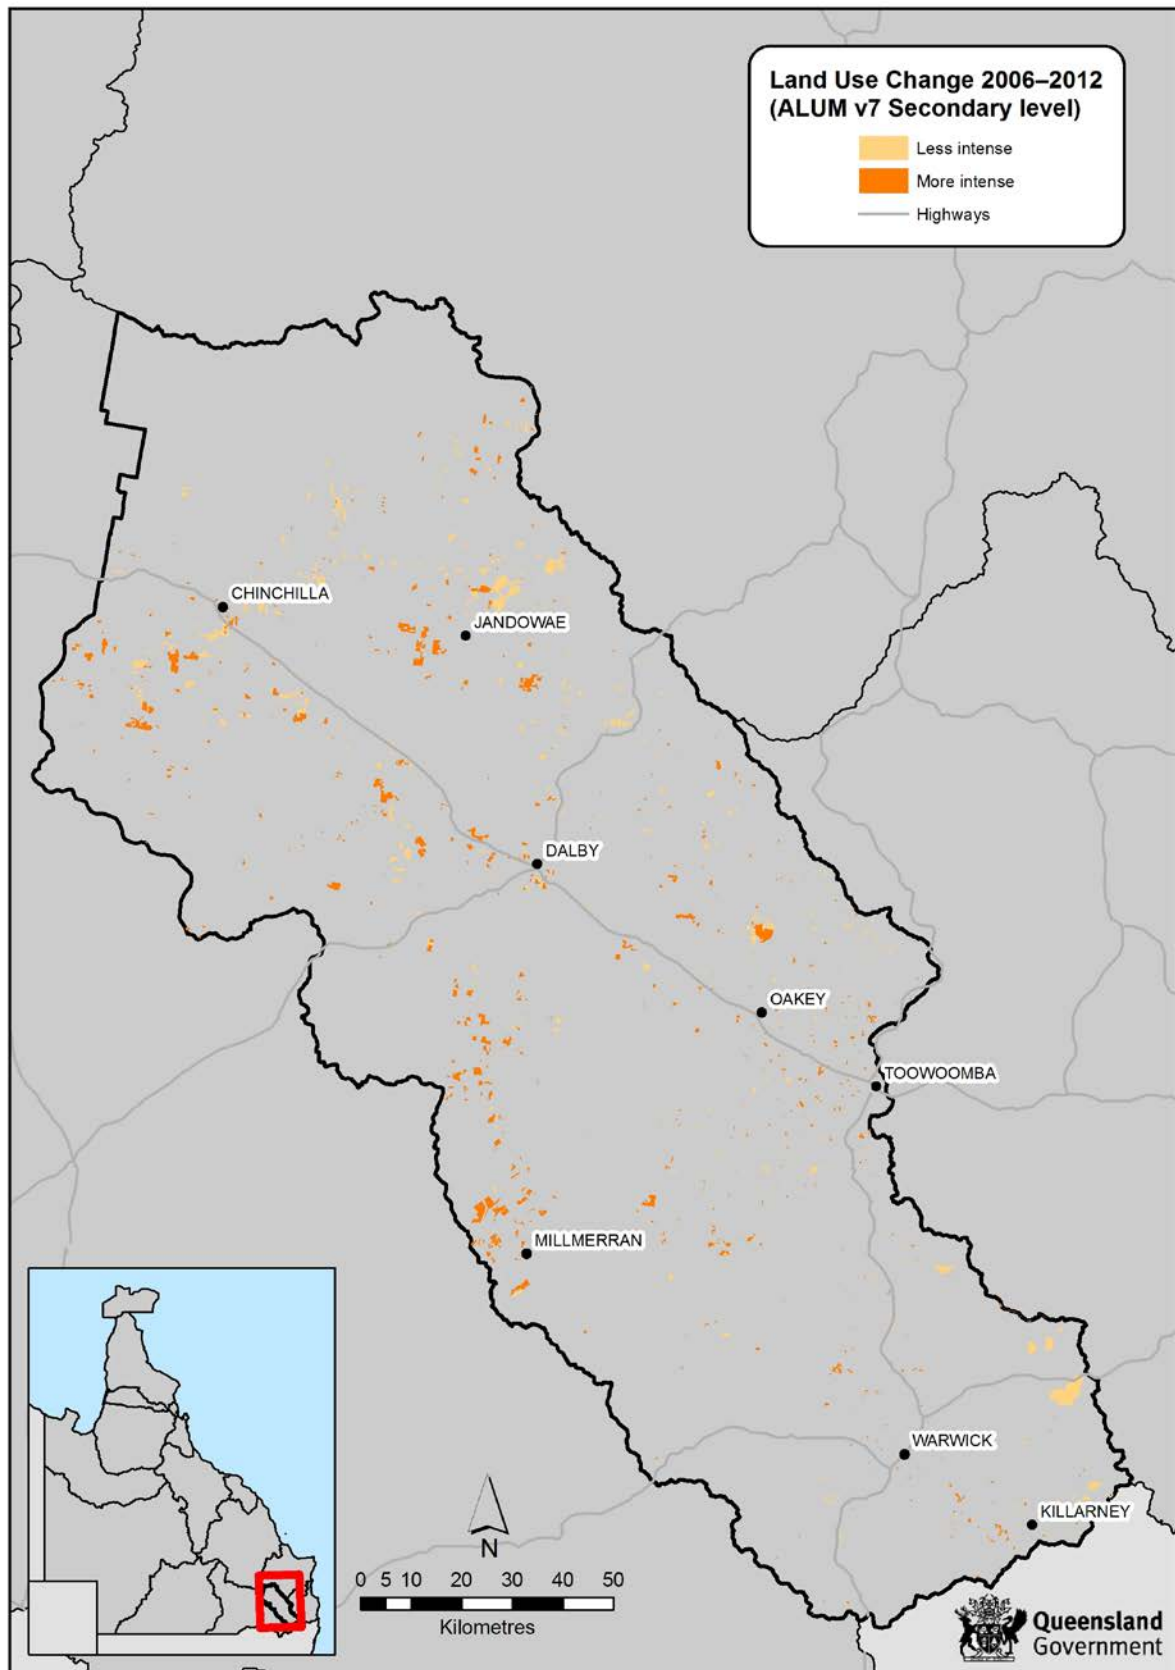 Land Use Change 2006–2012
(ALUM v7 Secondary level)
Less intense
More intense
Highways
CHINCHILLA
JANDOWAE
DALBY
OAKEY
TOOWOOMBA
MILLMERRAN
WARWICK
KILLARNEY
N
0 5 10 20 30 40 50
Kilometres
Queensland
Government